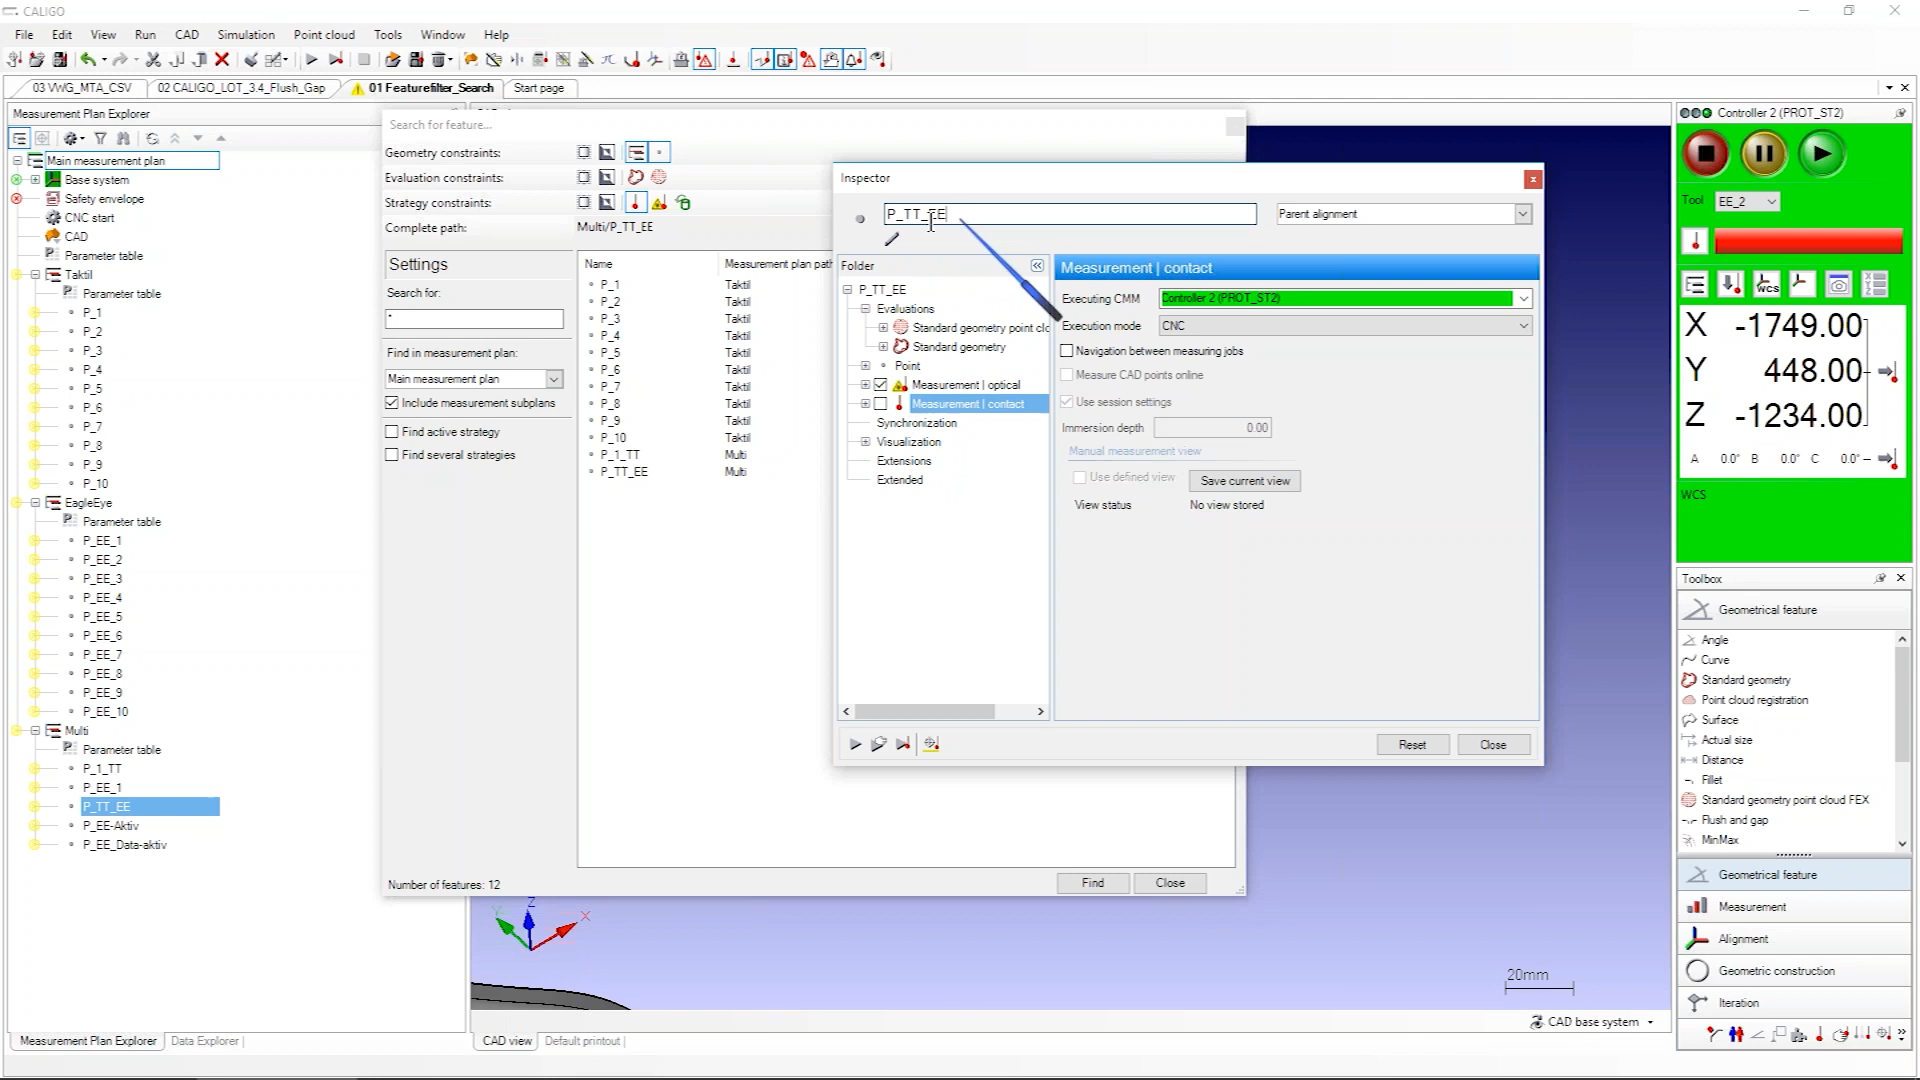 CALIGO
File Edit View Run CAD Simulation Point cloud Tools Window Help
03 VWG_MTA_CSV 02 CALIGO_LOT_3.4_Flush_Gap 01 Featurefilter_Search Start page
Measurement Plan Explorer
Main measurement plan
Base system
Safety envelope
CNC start
CAD
Parameter table
Taktil
Parameter table
P_1
P_2
P_3
P_4
P_5
P_6
P_7
P_8
P_9
P_10
EagleEye
Parameter table
P_EE_1
P_EE_2
P_EE_3
P_EE_4
P_EE_5
P_EE_6
P_EE_7
P_EE_8
P_EE_9
P_EE_10
Multi
Parameter table
P_1_TT
P_EE_1
P_TT_EE
P_EE-Aktiv
P_EE_Data-aktiv
Measurement Plan Explorer Data Explorer
Search for feature...
Geometry constraints:
Evaluation constraints:
Strategy constraints:
Complete path: Multi/P_TT_EE
Settings
Search for:
*
Find in measurement plan:
Main measurement plan
Include measurement subplans
Find active strategy
Find several strategies
Name Measurement plan path
P_1 Taktil
P_2 Taktil
P_3 Taktil
P_4 Taktil
P_5 Taktil
P_6 Taktil
P_7 Taktil
P_8 Taktil
P_9 Taktil
P_10 Taktil
P_1_TT Multi
P_TT_EE Multi
Number of features: 12
Find Close
Inspector
P_TT_EE
Parent alignment
Folder
P_TT_EE
Evaluations
Standard geometry point clo
Standard geometry
Point
Measurement | optical
Measurement | contact
Synchronization
Visualization
Extensions
Extended
Measurement | contact
Executing CMM Controller 2 (PROT_ST2)
Execution mode CNC
Navigation between measuring jobs
Measure CAD points online
Use session settings
Immersion depth 0.00
Manual measurement view
Use defined view Save current view
View status No view stored
Reset Close
Z
Y X
20mm
CAD base system
CAD view Default printout
Controller 2 (PROT_ST2)
Tool EE_2
WCS
X -1749.00
Y 448.00
Z -1234.00
A 0.0° B 0.0° C 0.0°
WCS
Toolbox
Geometrical feature
Angle
Curve
Standard geometry
Point cloud registration
Surface
Actual size
Distance
Fillet
Standard geometry point cloud FEX
Flush and gap
MinMax
Geometrical feature
Measurement
Alignment
Geometric construction
Iteration